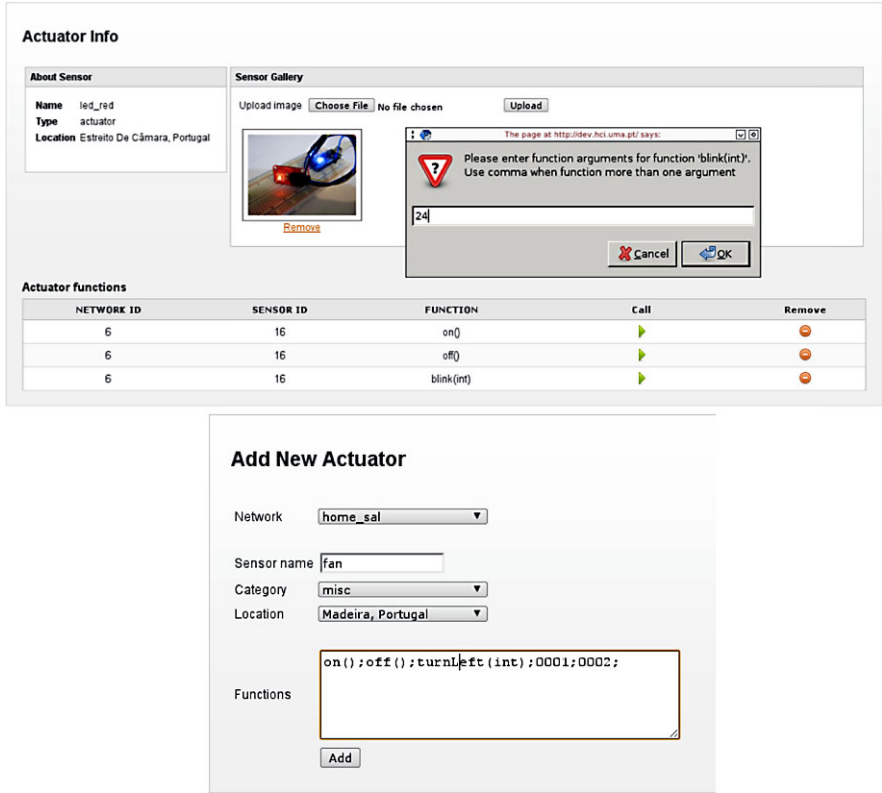 Actuator Info
About Sensor
Name led_red
Type actuator
Location Estreito De Câmara, Portugal
Sensor Gallery
Upload image Choose File No file chosen Upload
Remove
The page at http://dev.hci.uma.pt/ says:
Please enter function arguments for function 'blink(int)'.
Use comma when function more than one argument
24
Cancel OK
Actuator functions
NETWORK ID SENSOR ID FUNCTION Call Remove
6 16 on()
6 16 off()
6 16 blink(int)
Add New Actuator
Network home_sal
Sensor name fan
Category misc
Location Madeira, Portugal
Functions on();off();turnLeft(int);0001;0002;
Add